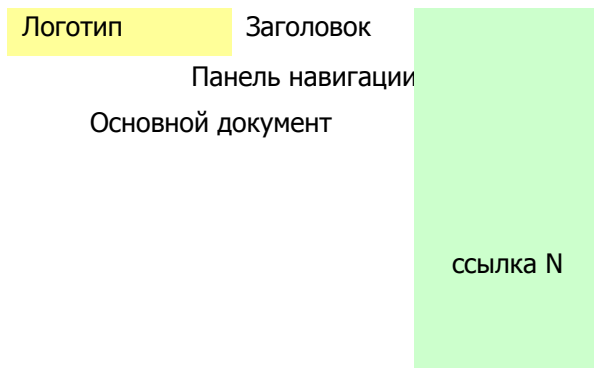 Логотип Заголовок
Панель навигации
Основной документ
ссылка N